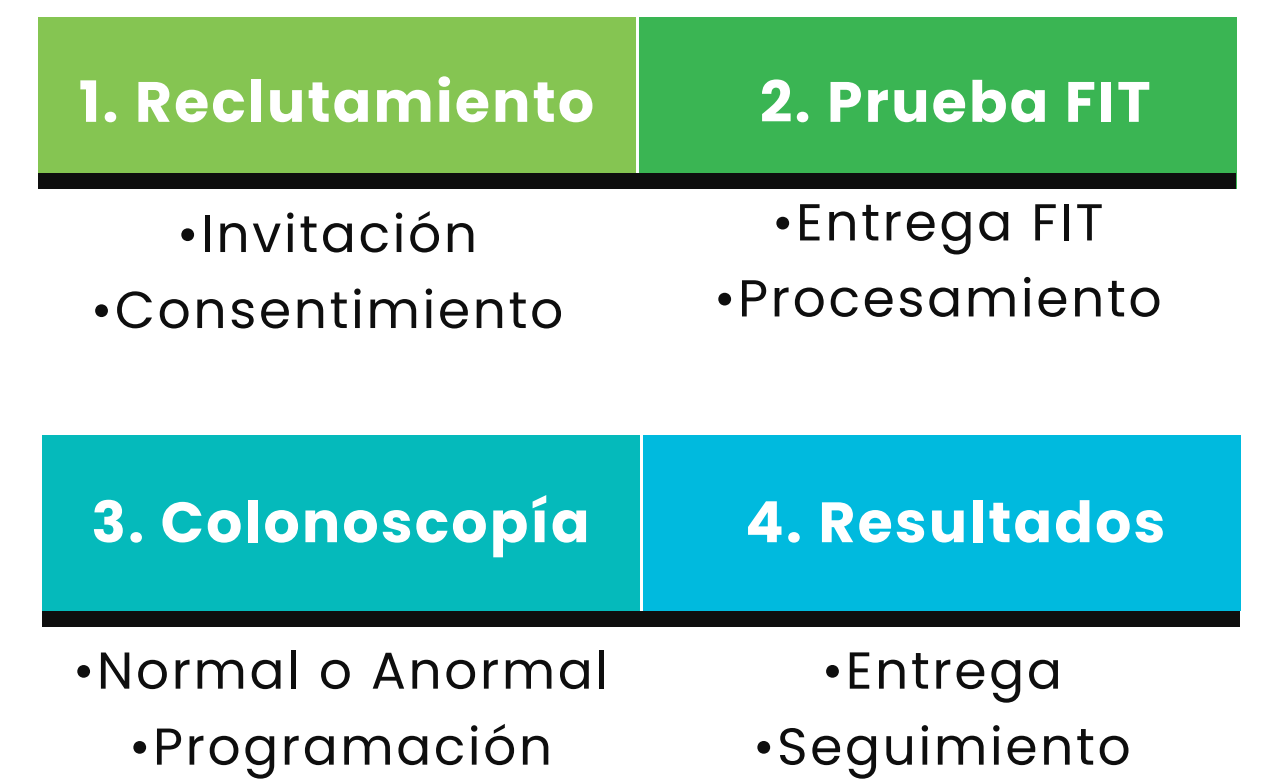 1. Reclutamiento
•Invitación
•Consentimiento
2. Prueba FIT
•Entrega FIT
•Procesamiento
3. Colonoscopía
•Normal o Anormal
•Programación
4. Resultados
•Entrega
•Seguimiento